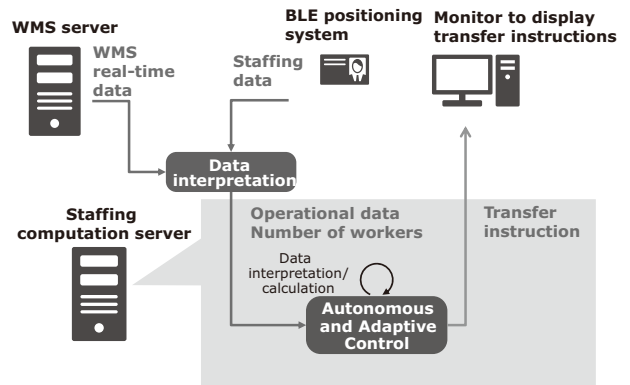 WMS server
WMS
real-time
data
BLE positioning
system
Staffing
data
Monitor to display
transfer instructions
Data
interpretation
Staffing
computation server
Operational data
Number of workers
Transfer
instruction
Data
interpretation/
calculation
Autonomous
and Adaptive
Control